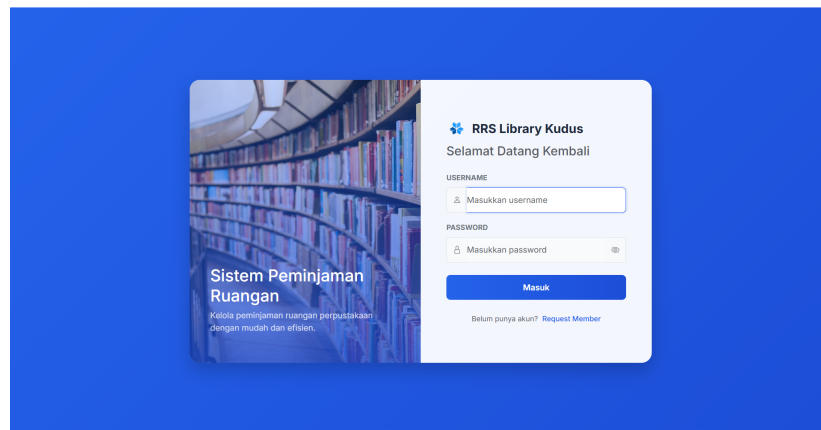 RRS Library Kudus
Selamat Datang Kembali
USERNAME
Masukkan username
PASSWORD
Masukkan password
Masuk
Belum punya akun? Request Member
Sistem Peminjaman
Ruangan
Kelola peminjaman ruangan perpustakaan
dengan mudah dan efisien.